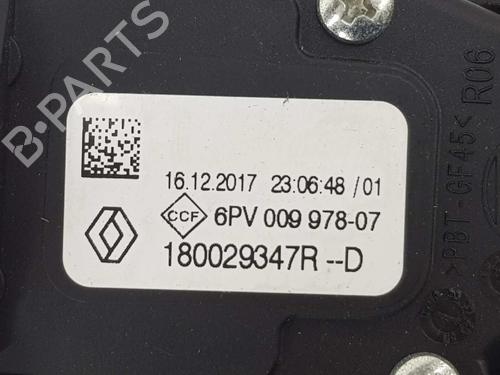 16.12.2017 23:06:48 /01
CCF 6PV 009 978-07
180029347R --D
>PBT-GF45< R06
B-PARTS